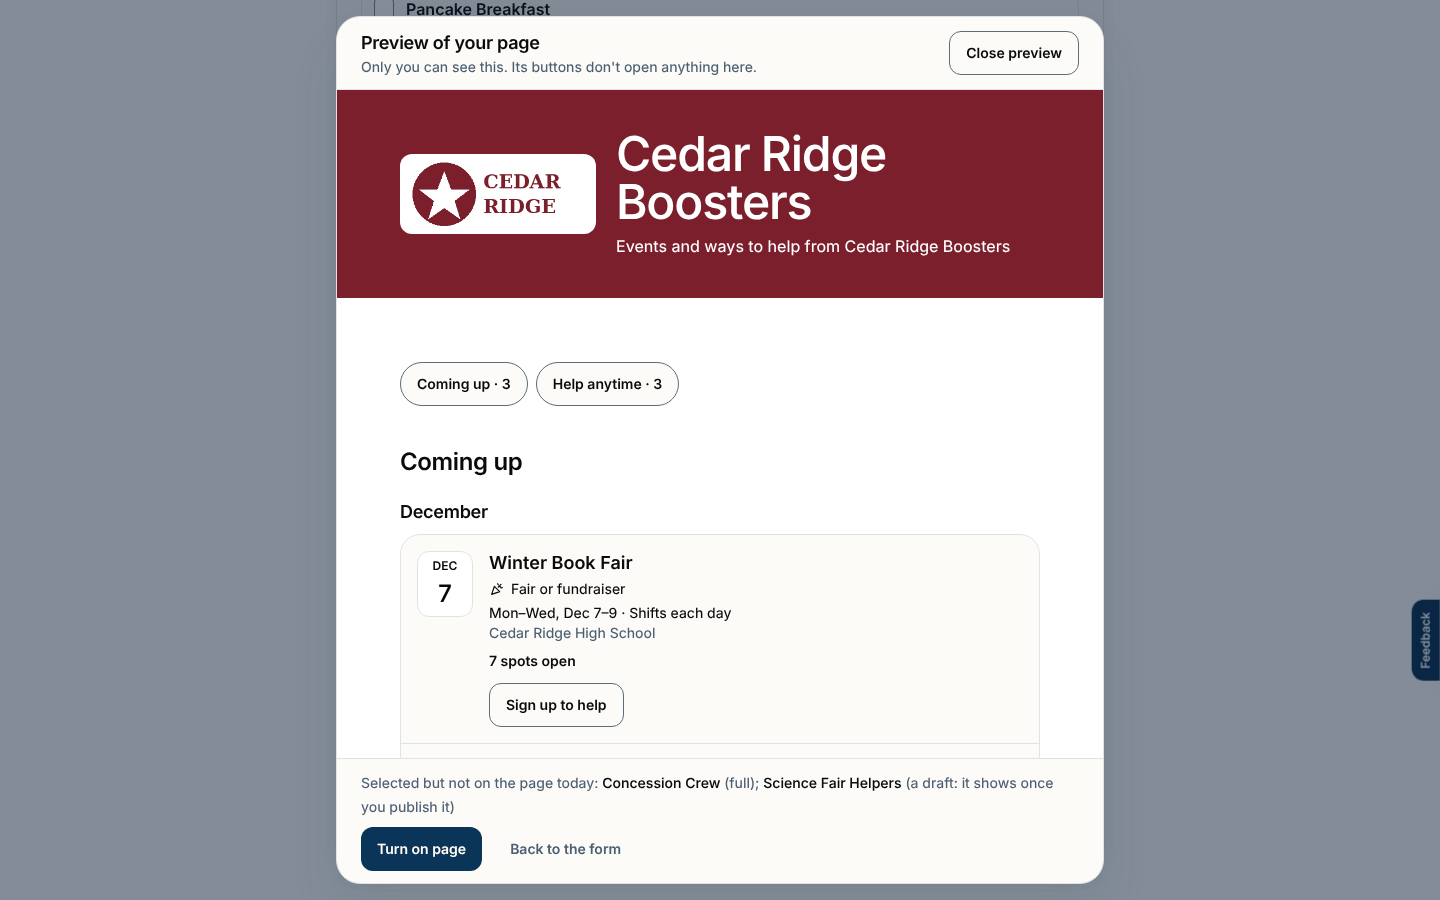 Pancake Breakfast
Preview of your page
Only you can see this. Its buttons don't open anything here.
Close preview
CEDAR
RIDGE
Cedar Ridge
Boosters
Events and ways to help from Cedar Ridge Boosters
Coming up · 3
Help anytime · 3
Coming up
December
DEC
7
Winter Book Fair
Fair or fundraiser
Mon–Wed, Dec 7–9 · Shifts each day
Cedar Ridge High School
7 spots open
Sign up to help
Feedback
Selected but not on the page today: Concession Crew (full); Science Fair Helpers (a draft: it shows once
you publish it)
Turn on page
Back to the form